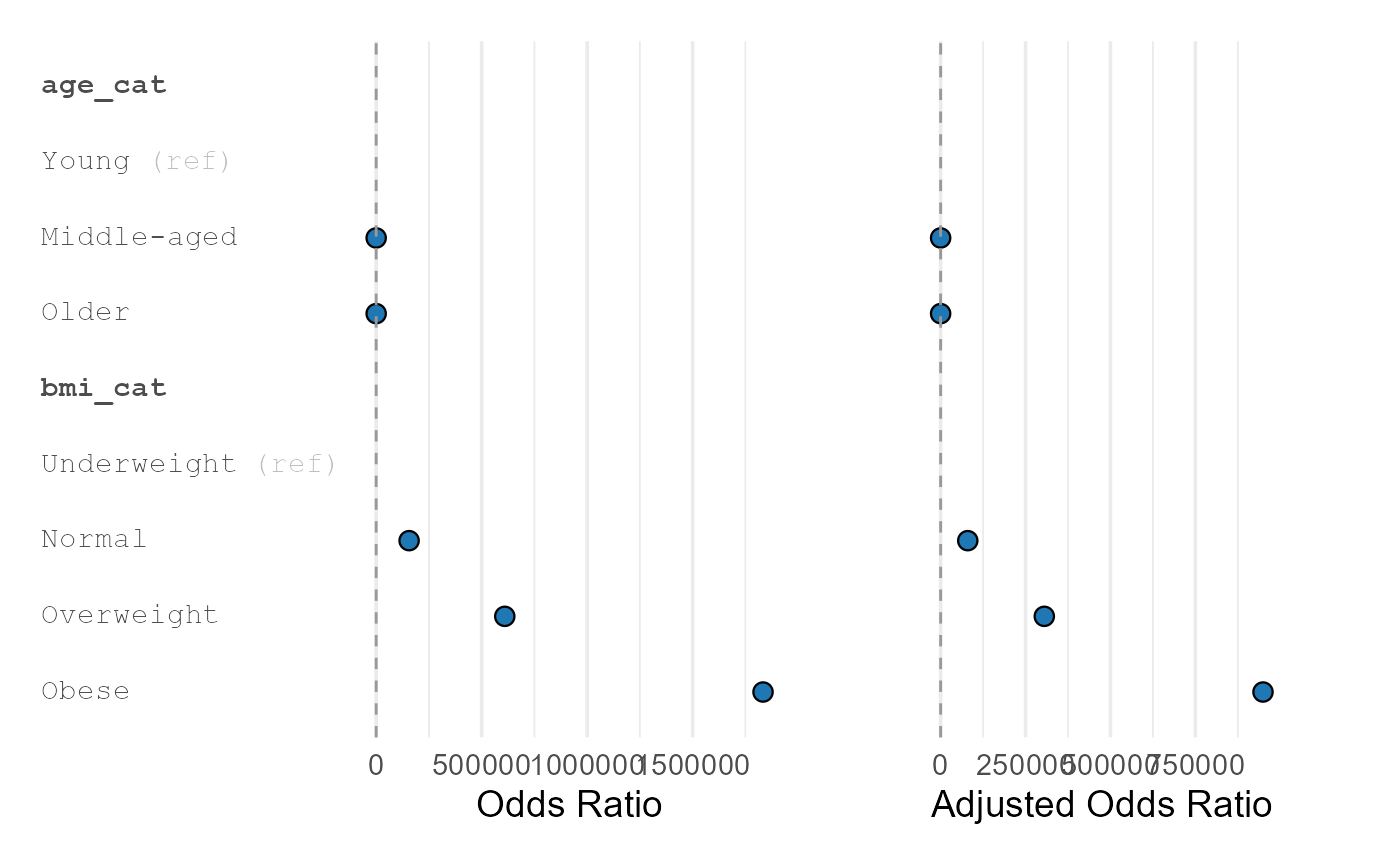 age_cat
Young (ref)
Middle-aged
Older
bmi_cat
Underweight (ref)
Normal
Overweight
Obese
0 500000 1000000 1500000 0 250000 500000 750000
Odds Ratio Adjusted Odds Ratio